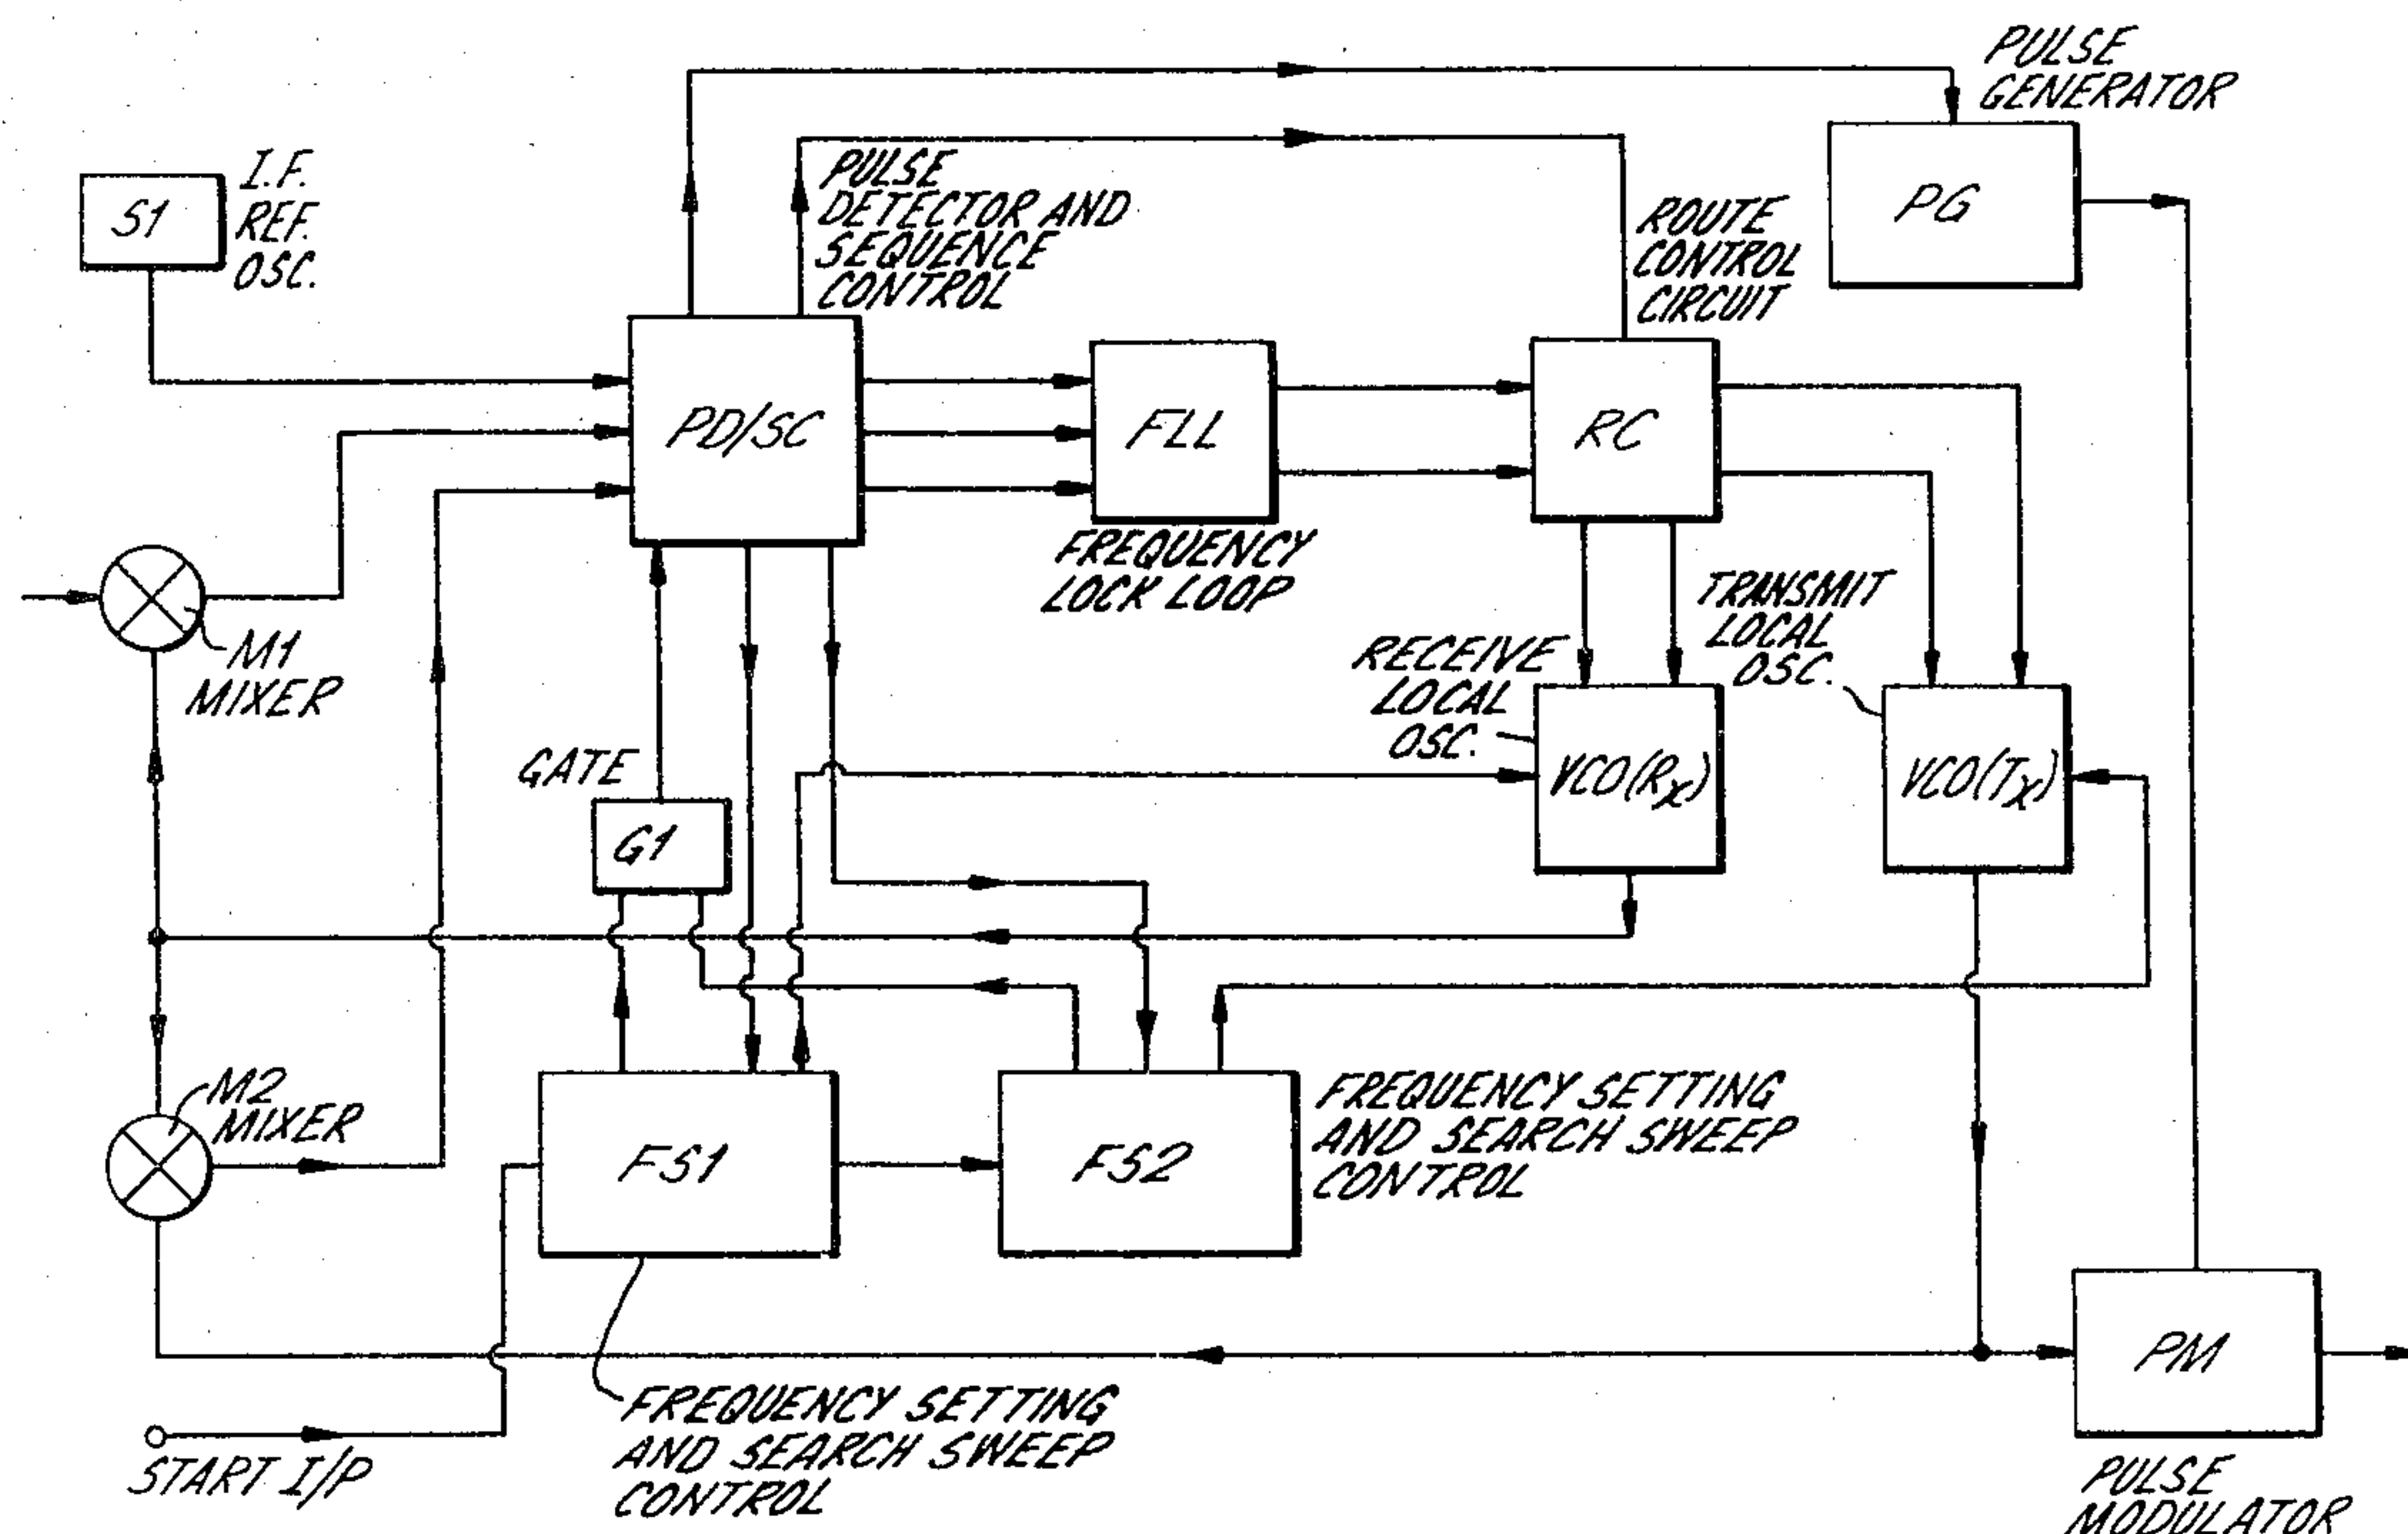 PULSE
GENERATOR
PG
I.F.
REF.
OSC.
S1
PULSE
DETECTOR AND
SEQUENCE
CONTROL
ROUTE
CONTROL
CIRCUIT
PD/SC
FLL
RC
FREQUENCY
LOCK LOOP
M1
MIXER
TRANSMIT
LOCAL
OSC.
RECEIVE
LOCAL
OSC.
VCO(Rx)
VCO(Tx)
GATE
G1
M2
MIXER
FS1
FS2
FREQUENCY SETTING
AND SEARCH SWEEP
CONTROL
PM
FREQUENCY SETTING
AND SEARCH SWEEP
CONTROL
START I/P
PULSE
MODULATOR